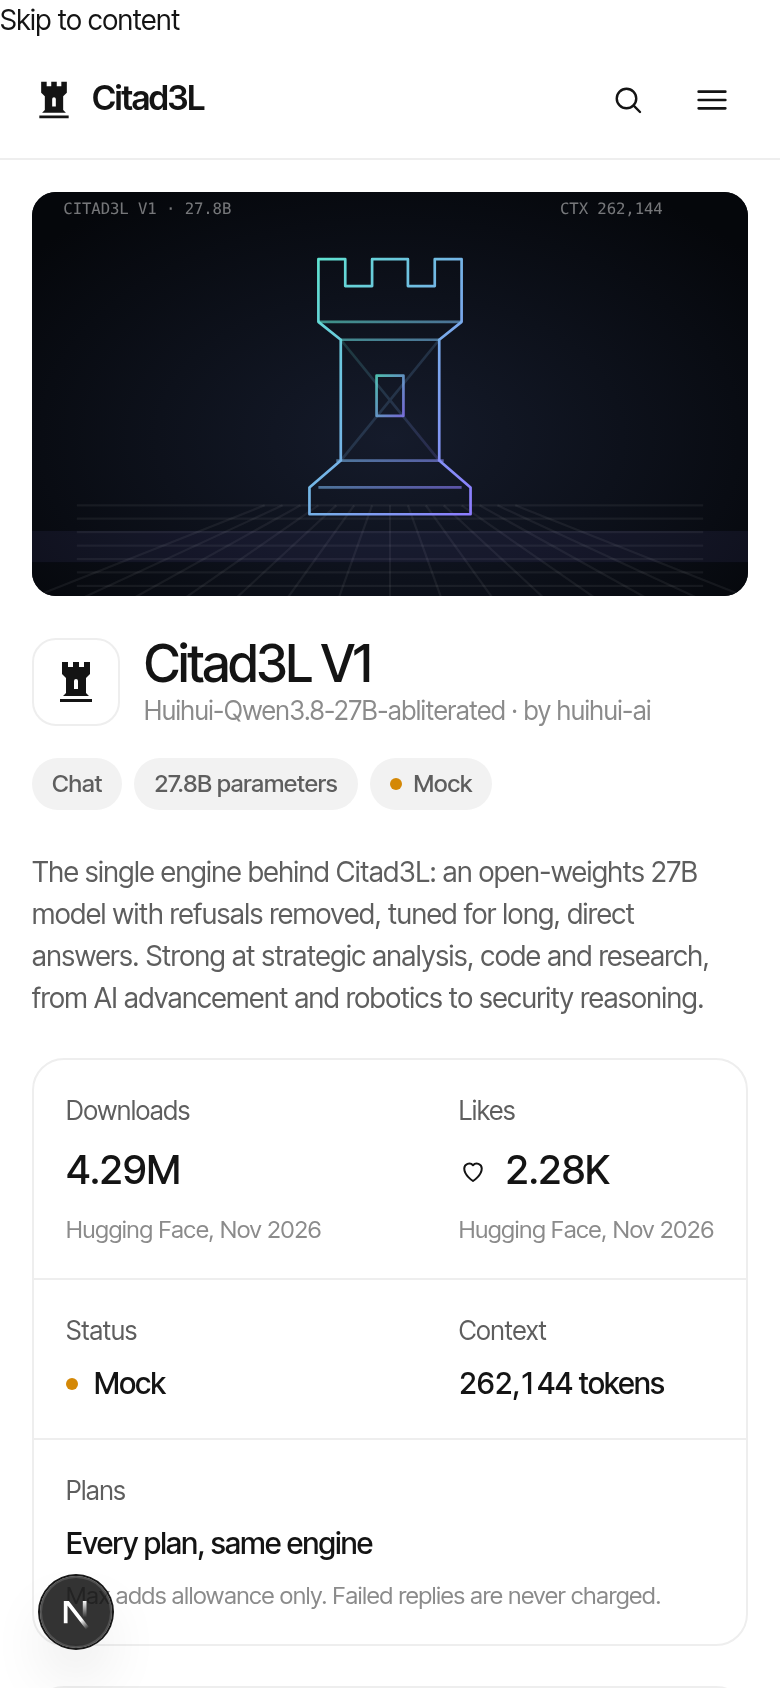 Skip to content
Citad3L
CITAD3L V1 · 27.8B
CTX 262,144
Citad3L V1
Huihui-Qwen3.8-27B-abliterated · by huihui-ai
Chat
27.8B parameters
Mock
The single engine behind Citad3L: an open-weights 27B
model with refusals removed, tuned for long, direct
answers. Strong at strategic analysis, code and research,
from AI advancement and robotics to security reasoning.
Downloads
Likes
4.29M
2.28K
Hugging Face, Nov 2026
Hugging Face, Nov 2026
Status
Context
Mock
262,144 tokens
Plans
Every plan, same engine
Max adds allowance only. Failed replies are never charged.
N